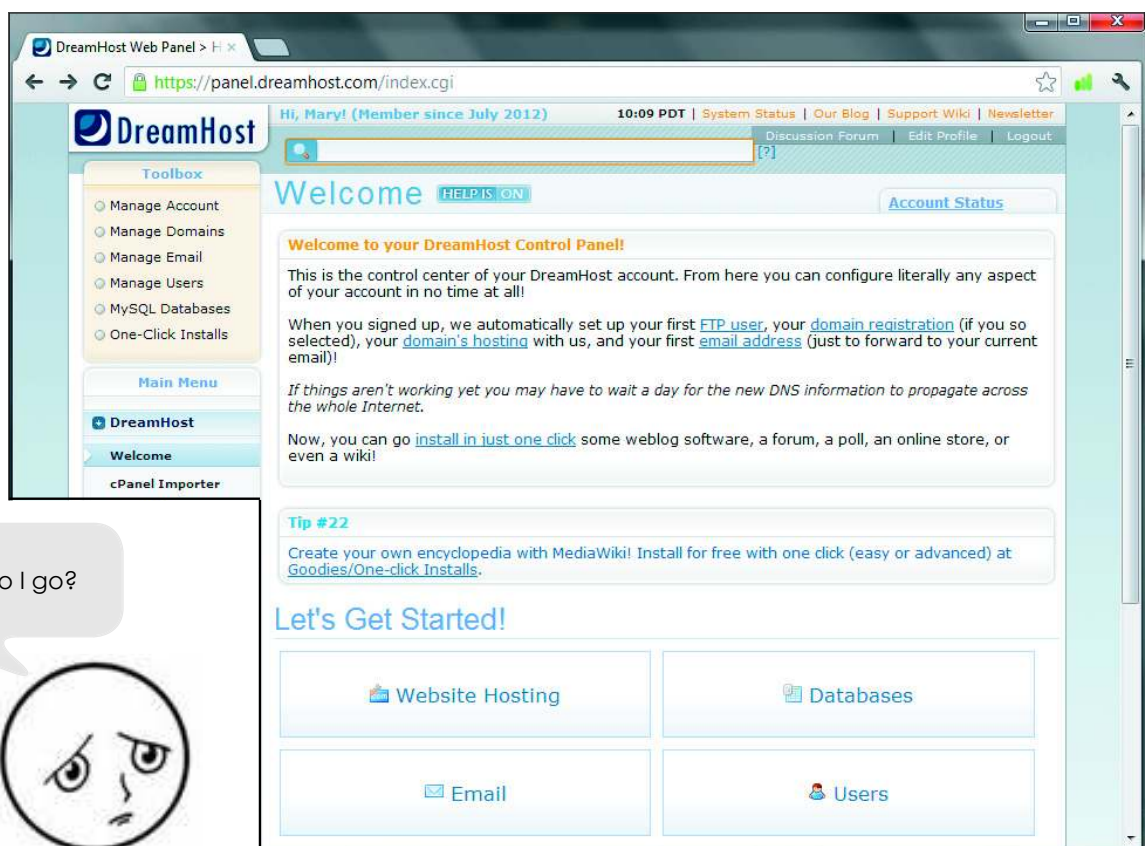 DreamHost Web Panel > H
https://panel.dreamhost.com/index.cgi
DreamHost
Hi, Mary! (Member since July 2012)
10:09 PDT | System Status | Our Blog | Support Wiki | Newsletter
Discussion Forum | Edit Profile | Logout
[?]
Toolbox
Manage Account
Manage Domains
Manage Email
Manage Users
MySQL Databases
One-Click Installs
Main Menu
DreamHost
Welcome
cPanel Importer
Welcome HELP IS ON
Account Status
Welcome to your DreamHost Control Panel!
This is the control center of your DreamHost account. From here you can configure literally any aspect
of your account in no time at all!
When you signed up, we automatically set up your first FTP user, your domain registration (if you so
selected), your domain's hosting with us, and your first email address (just to forward to your current
email)!
If things aren't working yet you may have to wait a day for the new DNS information to propagate across
the whole Internet.
Now, you can go install in just one click some weblog software, a forum, a poll, an online store, or
even a wiki!
Tip #22
Create your own encyclopedia with MediaWiki! Install for free with one click (easy or advanced) at
Goodies/One-click Installs.
Let's Get Started!
Website Hosting
Databases
Email
Users
o I go?